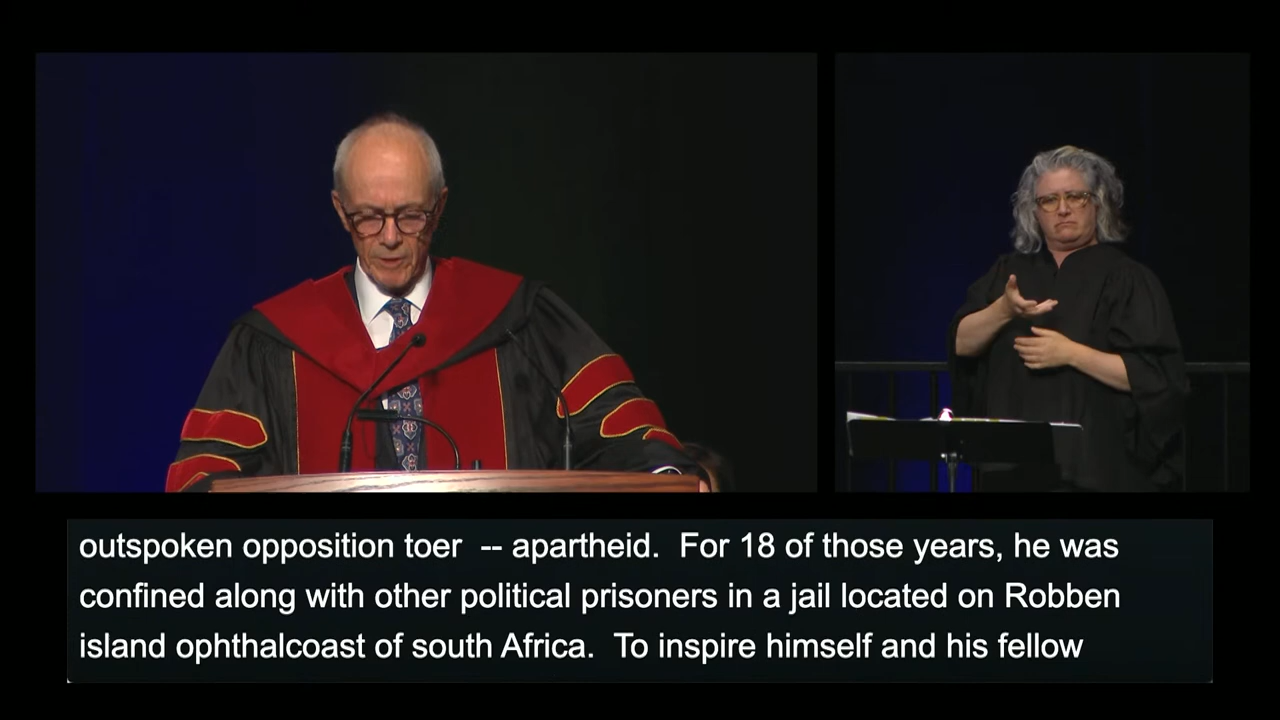 outspoken opposition toer -- apartheid. For 18 of those years, he was
confined along with other political prisoners in a jail located on Robben
island ophthalcoast of south Africa. To inspire himself and his fellow